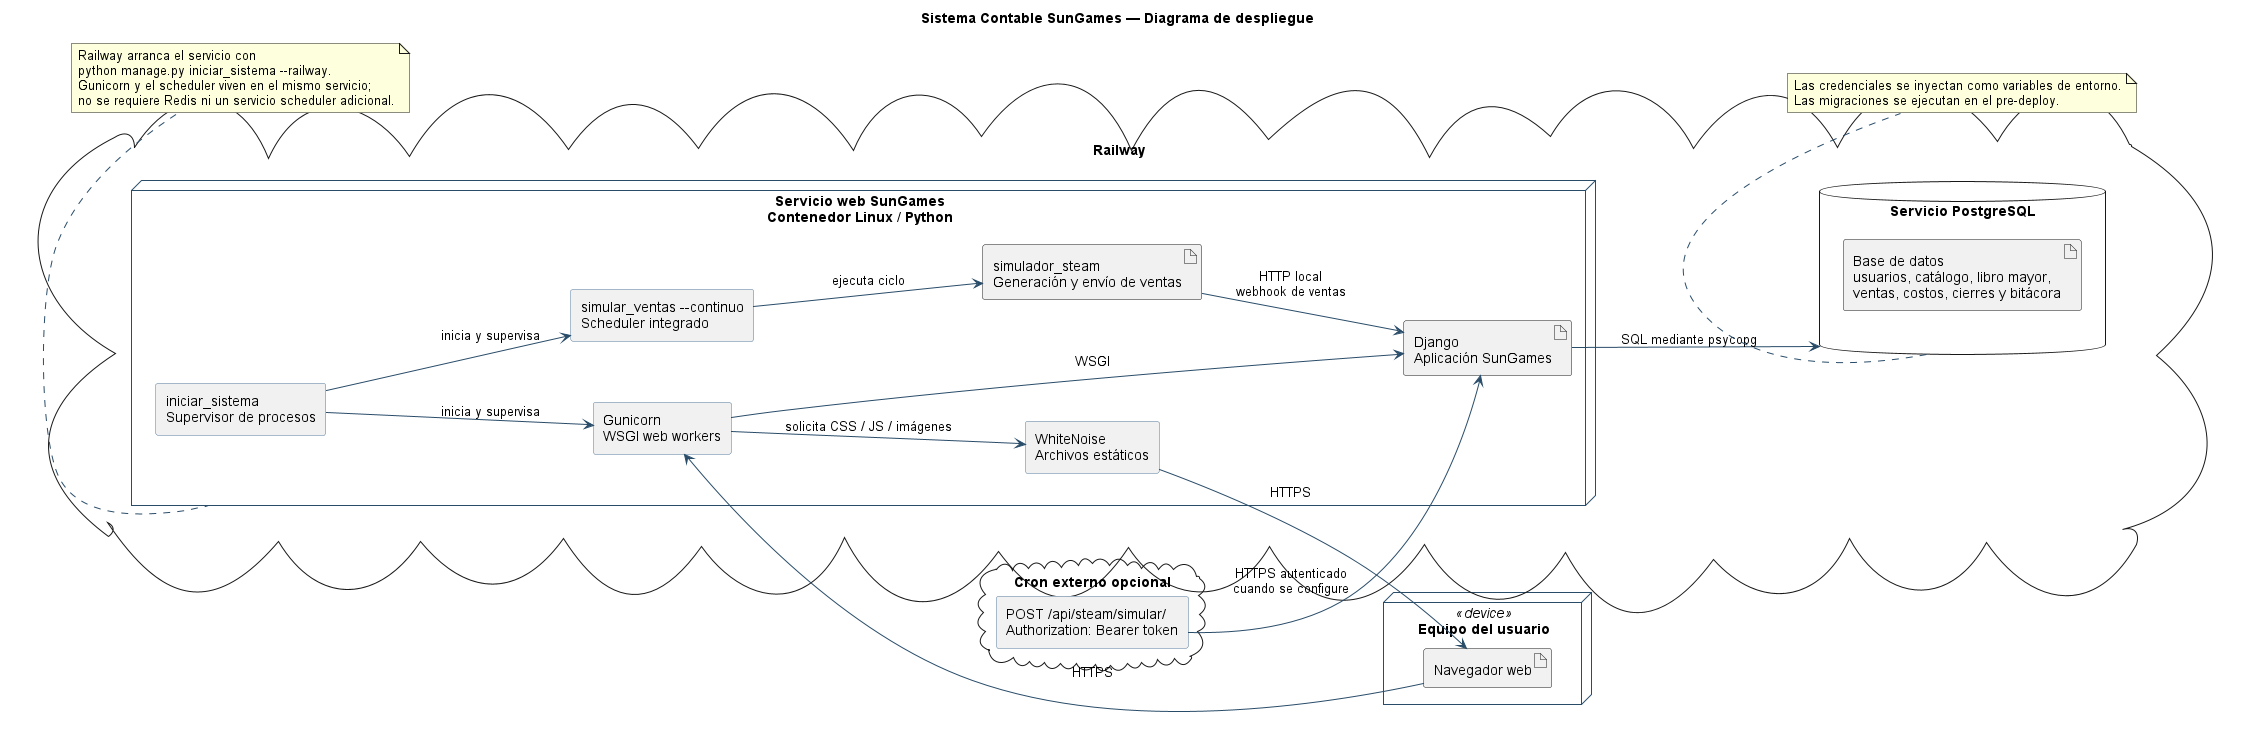 Sistema Contable SunGames — Diagrama de despliegue
Railway arranca el servicio con
python manage.py iniciar_sistema --railway.
Gunicorn y el scheduler viven en el mismo servicio;
no se requiere Redis ni un servicio scheduler adicional.
Las credenciales se inyectan como variables de entorno.
Las migraciones se ejecutan en el pre-deploy.
Railway
Servicio web SunGames
Contenedor Linux / Python
Servicio PostgreSQL
Base de datos
usuarios, catálogo, libro mayor,
ventas, costos, cierres y bitácora
simulador_steam
Generación y envío de ventas
HTTP local
webhook de ventas
ejecuta ciclo
simular_ventas --continuo
Scheduler integrado
inicia y supervisa
Django
Aplicación SunGames
SQL mediante psycopg
WSGI
iniciar_sistema
Supervisor de procesos
inicia y supervisa
Gunicorn
WSGI web workers
solicita CSS / JS / imágenes
WhiteNoise
Archivos estáticos
HTTPS
Cron externo opcional
POST /api/steam/simular/
Authorization: Bearer token
HTTPS autenticado
cuando se configure
«device»
Equipo del usuario
Navegador web
HTTPS